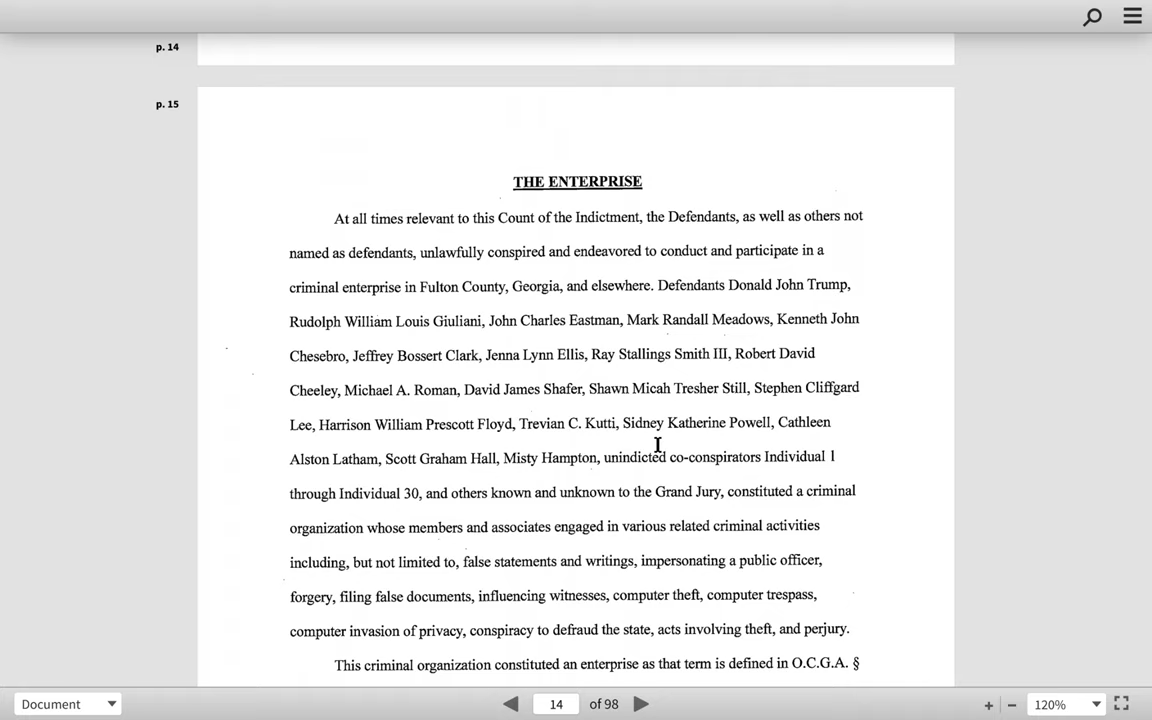 p. 14
p. 15
THE ENTERPRISE
At all times relevant to this Count of the Indictment, the Defendants, as well as others not
named as defendants, unlawfully conspired and endeavored to conduct and participate in a
criminal enterprise in Fulton County, Georgia, and elsewhere. Defendants Donald John Trump,
Rudolph William Louis Giuliani, John Charles Eastman, Mark Randall Meadows, Kenneth John
Chesebro, Jeffrey Bossert Clark, Jenna Lynn Ellis, Ray Stallings Smith III, Robert David
Cheeley, Michael A. Roman, David James Shafer, Shawn Micah Tresher Still, Stephen Cliffgard
Lee, Harrison William Prescott Floyd, Trevian C. Kutti, Sidney Katherine Powell, Cathleen
Alston Latham, Scott Graham Hall, Misty Hampton, unindicted co-conspirators Individual 1
through Individual 30, and others known and unknown to the Grand Jury, constituted a criminal
organization whose members and associates engaged in various related criminal activities
including, but not limited to, false statements and writings, impersonating a public officer,
forgery, filing false documents, influencing witnesses, computer theft, computer trespass,
computer invasion of privacy, conspiracy to defraud the state, acts involving theft, and perjury.
This criminal organization constituted an enterprise as that term is defined in O.C.G.A. §
Document 14 of 98 120%